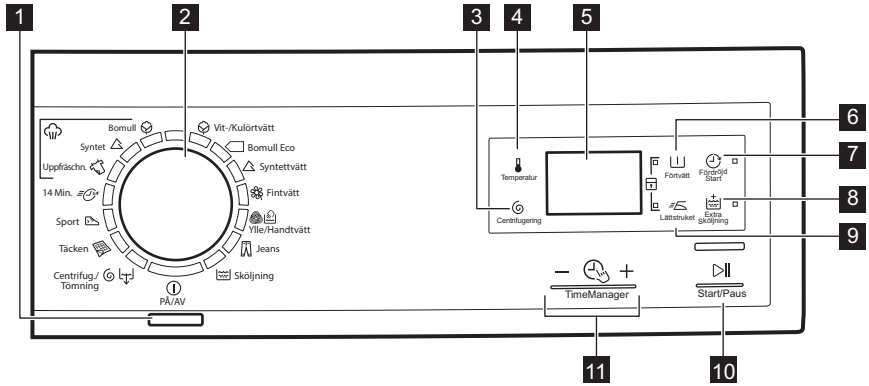 1
2
3
4
5
6
7
8
9
10
11
Bomull
Syntet
Uppfräschn.
14 Min.
Sport
Täcken
Centrifug./
Tömning
PÅ/AV
Vit-/Kulörtvätt
Bomull Eco
Syntettvätt
Fintvätt
Ylle/Handtvätt
Jeans
Sköljning
Temperatur
Centrifugering
Förtvätt
Fördröjd
Start
Lättstruket
Extra
Sköljning
TimeManager
Start/Paus